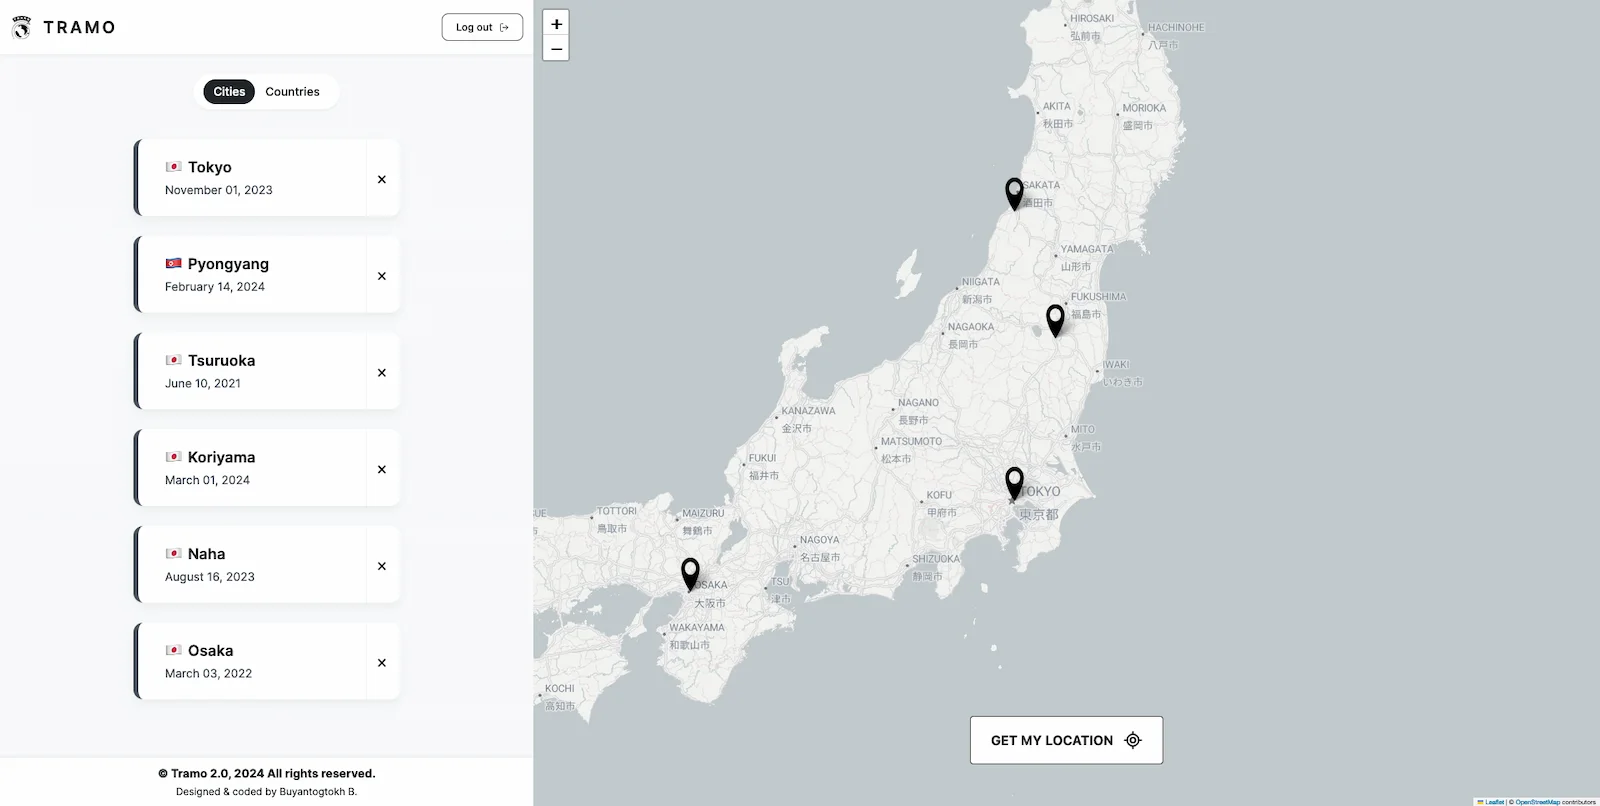 TRAMO
Log out
Cities
Countries
Tokyo
November 01, 2023
Pyongyang
February 14, 2024
Tsuruoka
June 10, 2021
Koriyama
March 01, 2024
Naha
August 16, 2023
Osaka
March 03, 2022
© Tramo 2.0, 2024 All rights reserved.
Designed & coded by Buyantogtokh B.
+
−
HIROSAKI
弘前市
HACHINOHE
八戸市
AKITA
秋田市
MORIOKA
盛岡市
SAKATA
酒田市
YAMAGATA
山形市
NIIGATA
新潟市
FUKUSHIMA
福島市
NAGAOKA
長岡市
IWAKI
いわき市
KANAZAWA
金沢市
NAGANO
長野市
MATSUMOTO
松本市
MITO
水戸市
FUKUI
福井市
KOFU
甲府市
TOKYO
東京都
UE
市
TOTTORI
鳥取市
MAIZURU
舞鶴市
NAGOYA
名古屋市
SHIZUOKA
静岡市
OSAKA
大阪市
TSU
津市
WAKAYAMA
和歌山市
KOCHI
高知市
GET MY LOCATION
Leaflet | © OpenStreetMap contributors